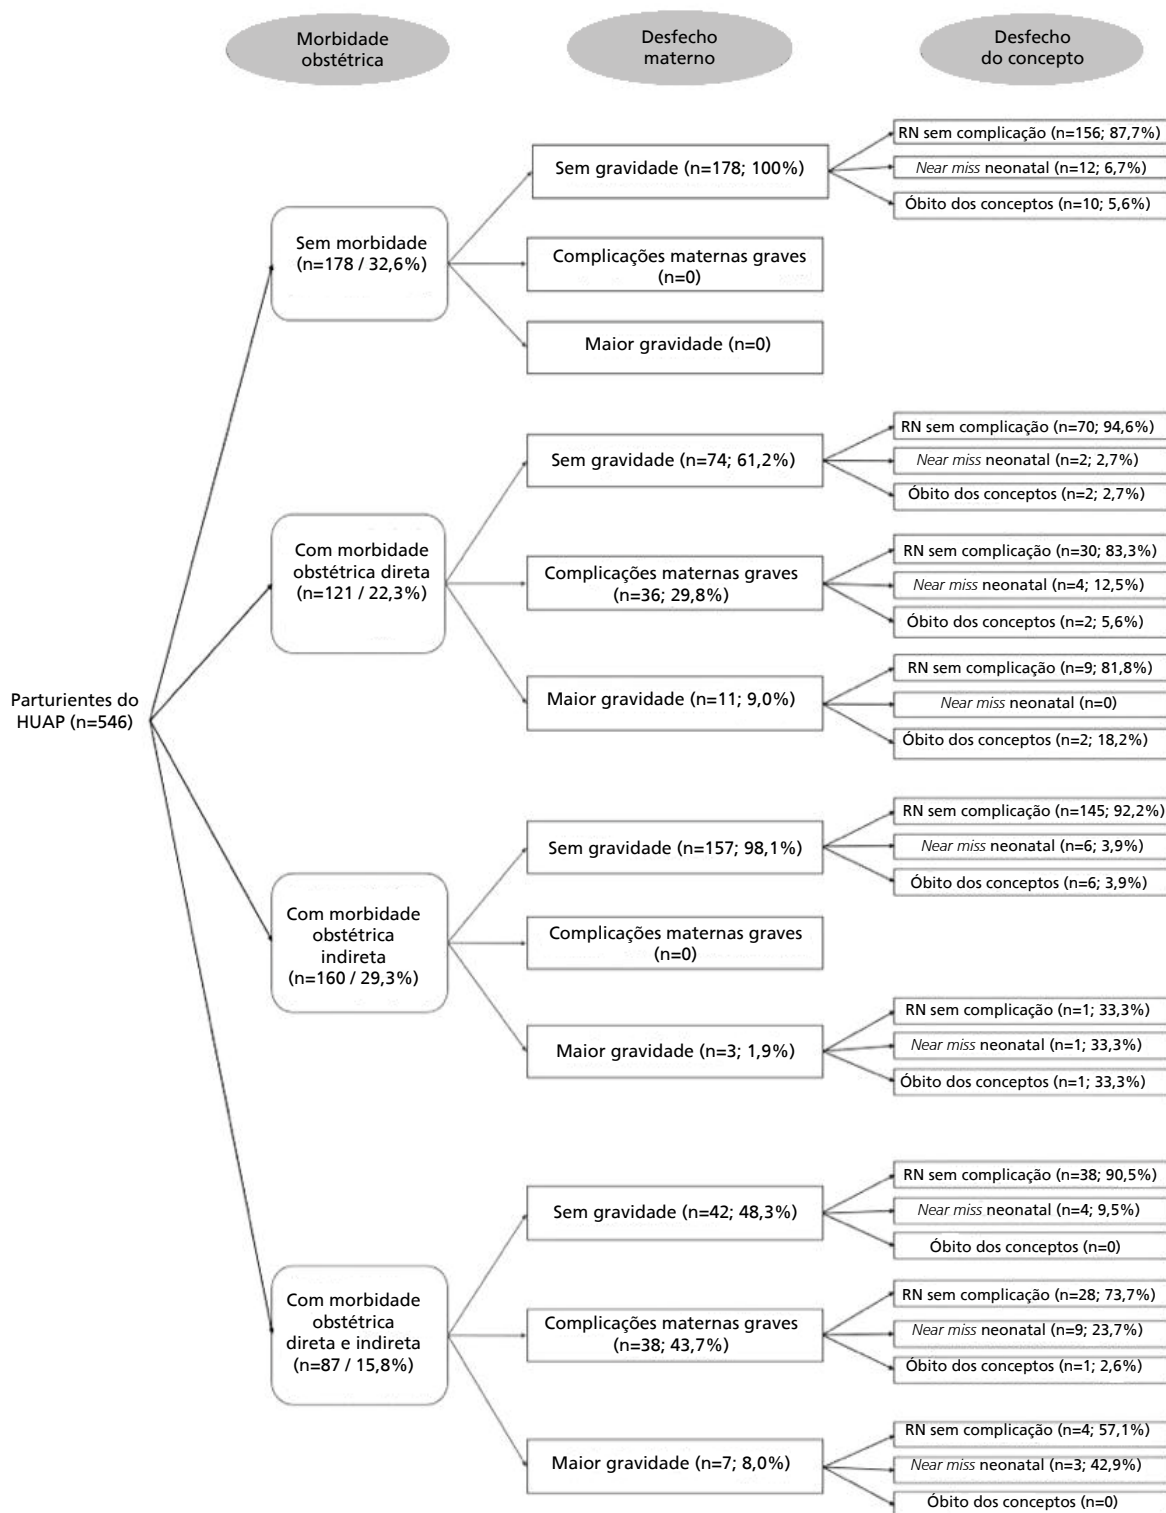 Morbidade
obstétrica
Desfecho
materno
Desfecho
do concepto
Parturientes do
HUAP (n=546)
Sem morbidade
(n=178 / 32,6%)
Sem gravidade (n=178; 100%)
RN sem complicação (n=156; 87,7%)
Near miss neonatal (n=12; 6,7%)
Óbito dos conceptos (n=10; 5,6%)
Complicações maternas graves
(n=0)
Maior gravidade (n=0)
Com morbidade
obstétrica direta
(n=121 / 22,3%)
Sem gravidade (n=74; 61,2%)
RN sem complicação (n=70; 94,6%)
Near miss neonatal (n=2; 2,7%)
Óbito dos conceptos (n=2; 2,7%)
Complicações maternas graves
(n=36; 29,8%)
RN sem complicação (n=30; 83,3%)
Near miss neonatal (n=4; 12,5%)
Óbito dos conceptos (n=2; 5,6%)
Maior gravidade (n=11; 9,0%)
RN sem complicação (n=9; 81,8%)
Near miss neonatal (n=0)
Óbito dos conceptos (n=2; 18,2%)
Com morbidade
obstétrica
indireta
(n=160 / 29,3%)
Sem gravidade (n=157; 98,1%)
RN sem complicação (n=145; 92,2%)
Near miss neonatal (n=6; 3,9%)
Óbito dos conceptos (n=6; 3,9%)
Complicações maternas graves
(n=0)
Maior gravidade (n=3; 1,9%)
RN sem complicação (n=1; 33,3%)
Near miss neonatal (n=1; 33,3%)
Óbito dos conceptos (n=1; 33,3%)
Com morbidade
obstétrica
direta e indireta
(n=87 / 15,8%)
Sem gravidade (n=42; 48,3%)
RN sem complicação (n=38; 90,5%)
Near miss neonatal (n=4; 9,5%)
Óbito dos conceptos (n=0)
Complicações maternas graves
(n=38; 43,7%)
RN sem complicação (n=28; 73,7%)
Near miss neonatal (n=9; 23,7%)
Óbito dos conceptos (n=1; 2,6%)
Maior gravidade (n=7; 8,0%)
RN sem complicação (n=4; 57,1%)
Near miss neonatal (n=3; 42,9%)
Óbito dos conceptos (n=0)